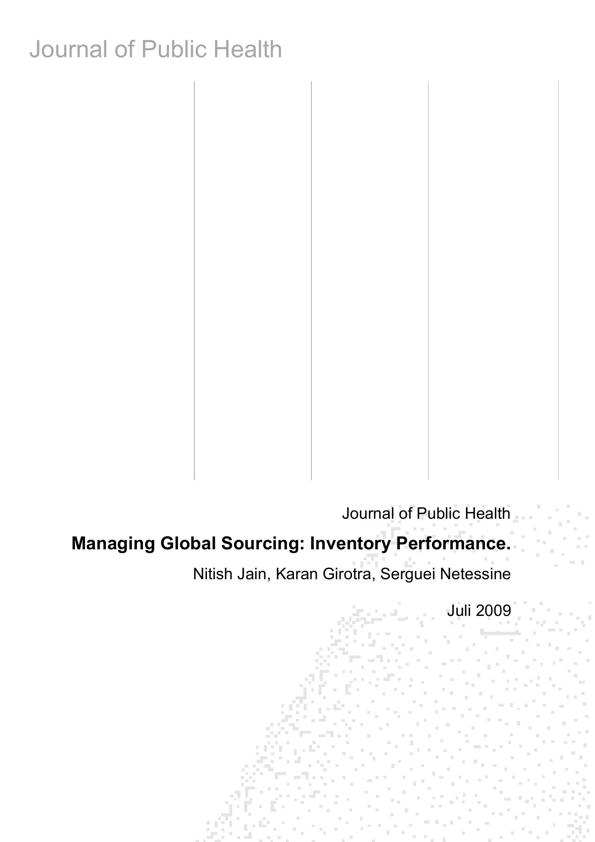 Journal of Public Health
Journal of Public Health
Managing Global Sourcing: Inventory Performance.
Nitish Jain, Karan Girotra, Serguei Netessine
Juli 2009